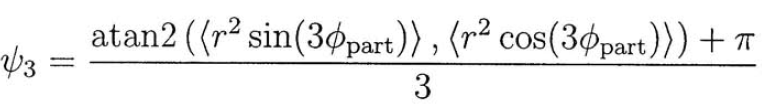 ψ₃ = (atan2 (⟨r² sin(3ϕ_part)⟩ , ⟨r² cos(3ϕ_part)⟩) + π) / 3